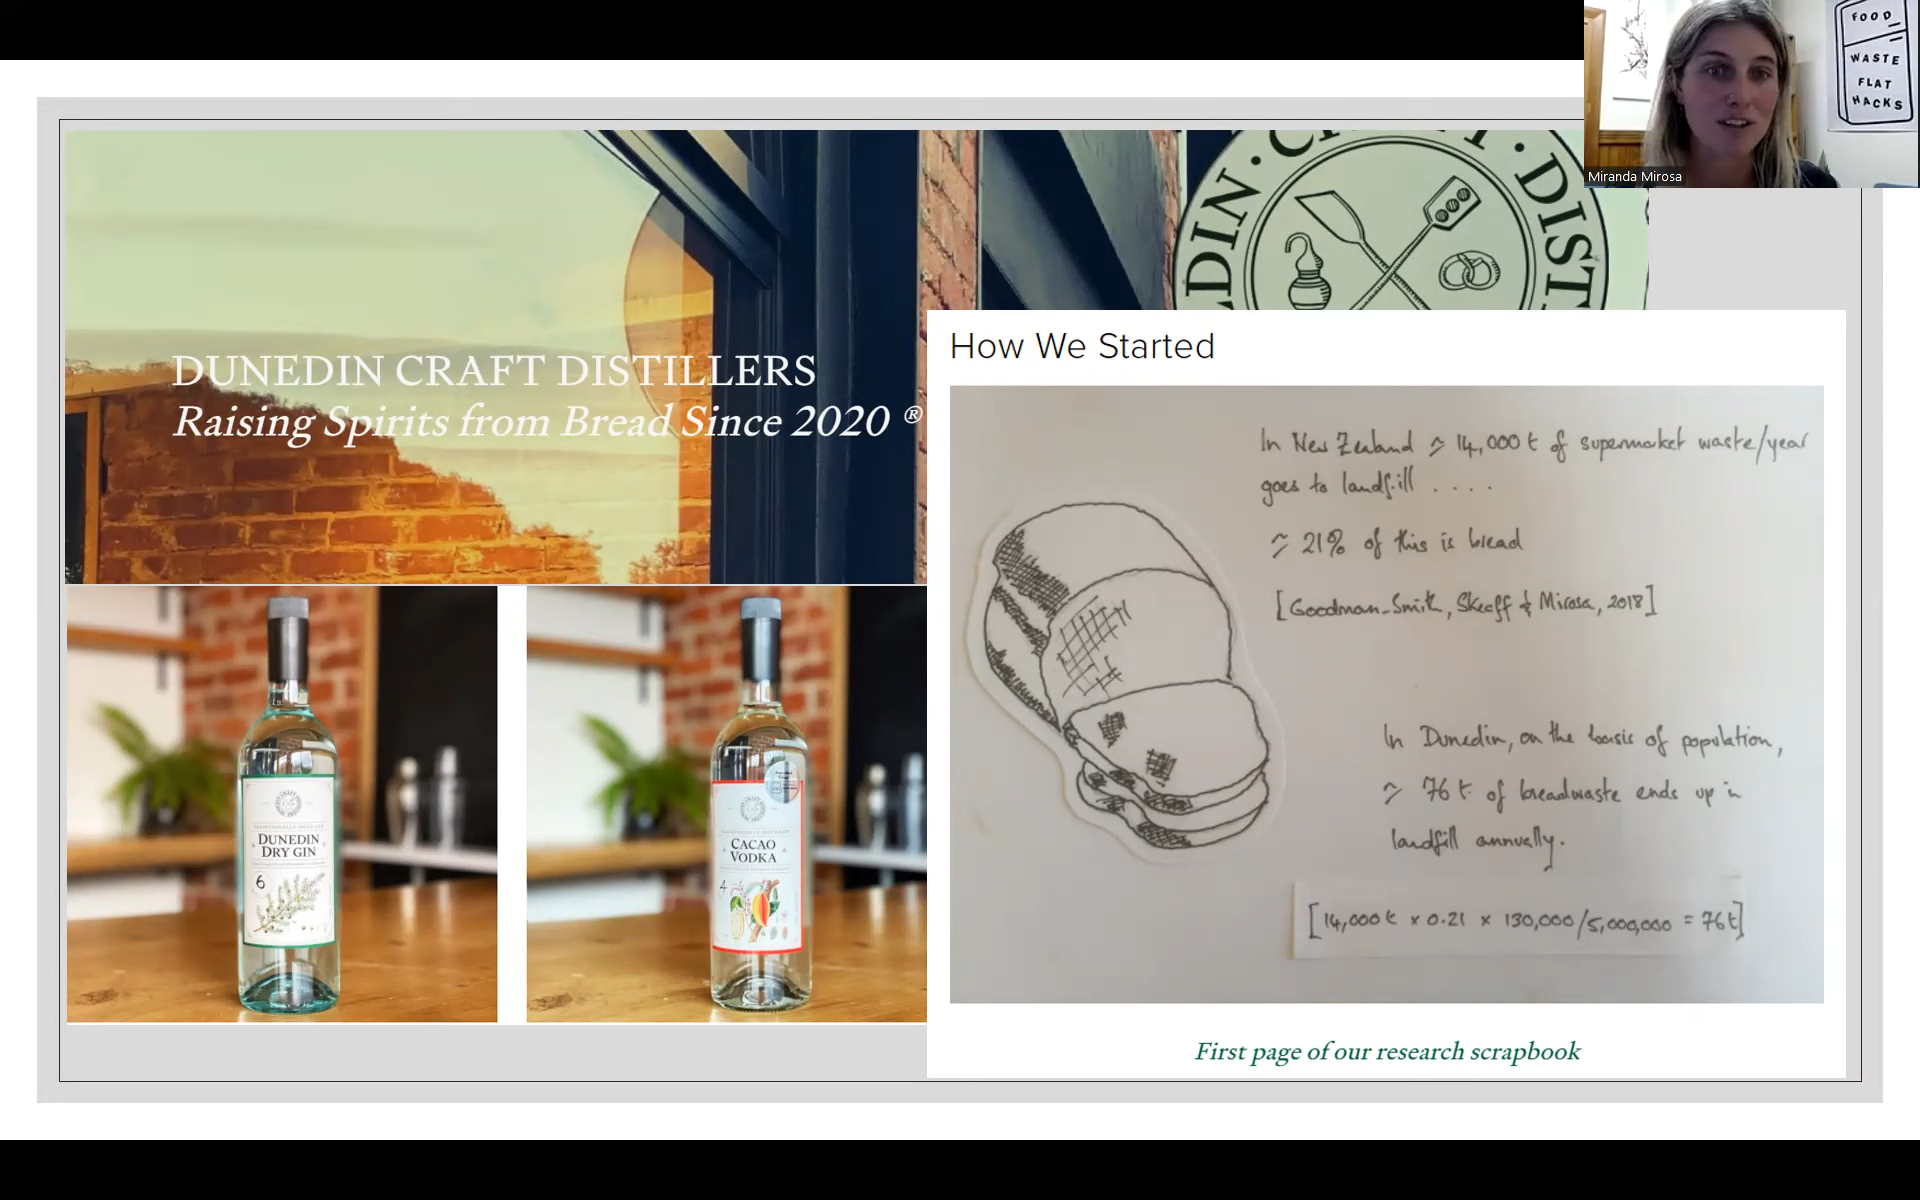 FOOD
WASTE
FLAT
HACKS
Miranda Mirosa
DIN · C T · DIST
DUNEDIN CRAFT DISTILLERS
Raising Spirits from Bread Since 2020 ®
How We Started
In New Zealand ≈ 14,000 t of supermarket waste/year
goes to landfill ....
≈ 21% of this is bread
[Goodman-Smith, Skeaff & Mirosa, 2018]
In Dunedin, on the basis of population,
≈ 76 t of breadwaste ends up in
landfill annually.
[14,000 t x 0.21 x 130,000/5,000,000 = 76t]
First page of our research scrapbook
DUNEDIN
DRY GIN
6
CACAO
VODKA
4